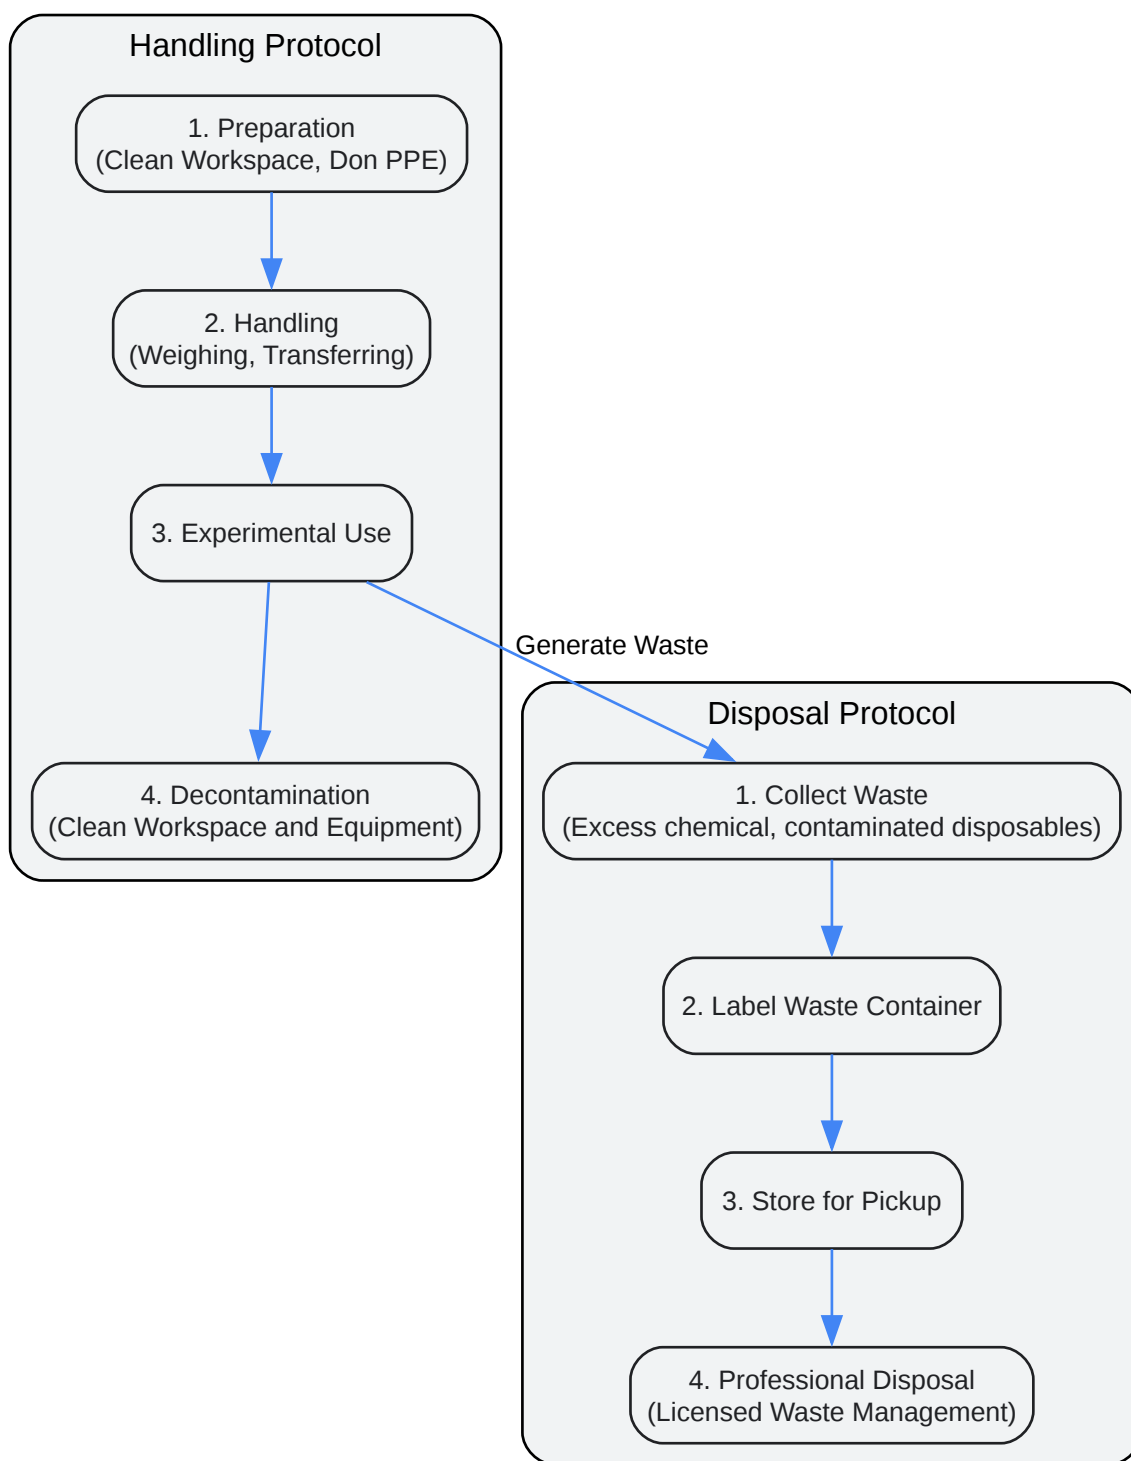 Handling Protocol
1. Preparation
(Clean Workspace, Don PPE)
2. Handling
(Weighing, Transferring)
3. Experimental Use
Generate Waste
4. Decontamination
(Clean Workspace and Equipment)
Disposal Protocol
1. Collect Waste
(Excess chemical, contaminated disposables)
2. Label Waste Container
3. Store for Pickup
4. Professional Disposal
(Licensed Waste Management)